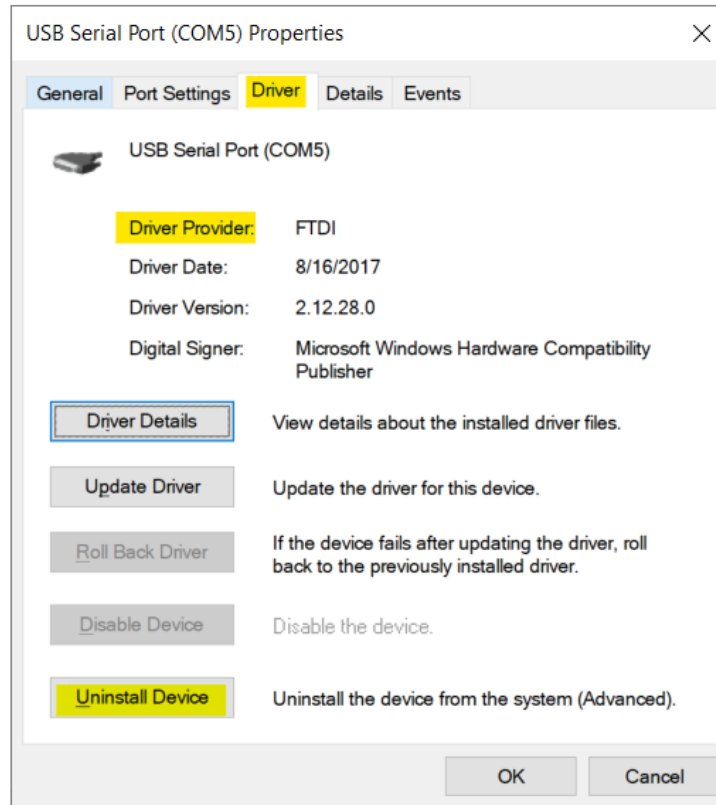 USB Serial Port (COM5) Properties
General Port Settings Driver Details Events
USB Serial Port (COM5)
Driver Provider: FTDI
Driver Date: 8/16/2017
Driver Version: 2.12.28.0
Digital Signer: Microsoft Windows Hardware Compatibility
Publisher
Driver Details View details about the installed driver files.
Update Driver Update the driver for this device.
Roll Back Driver If the device fails after updating the driver, roll
back to the previously installed driver.
Disable Device Disable the device.
Uninstall Device Uninstall the device from the system (Advanced).
OK Cancel